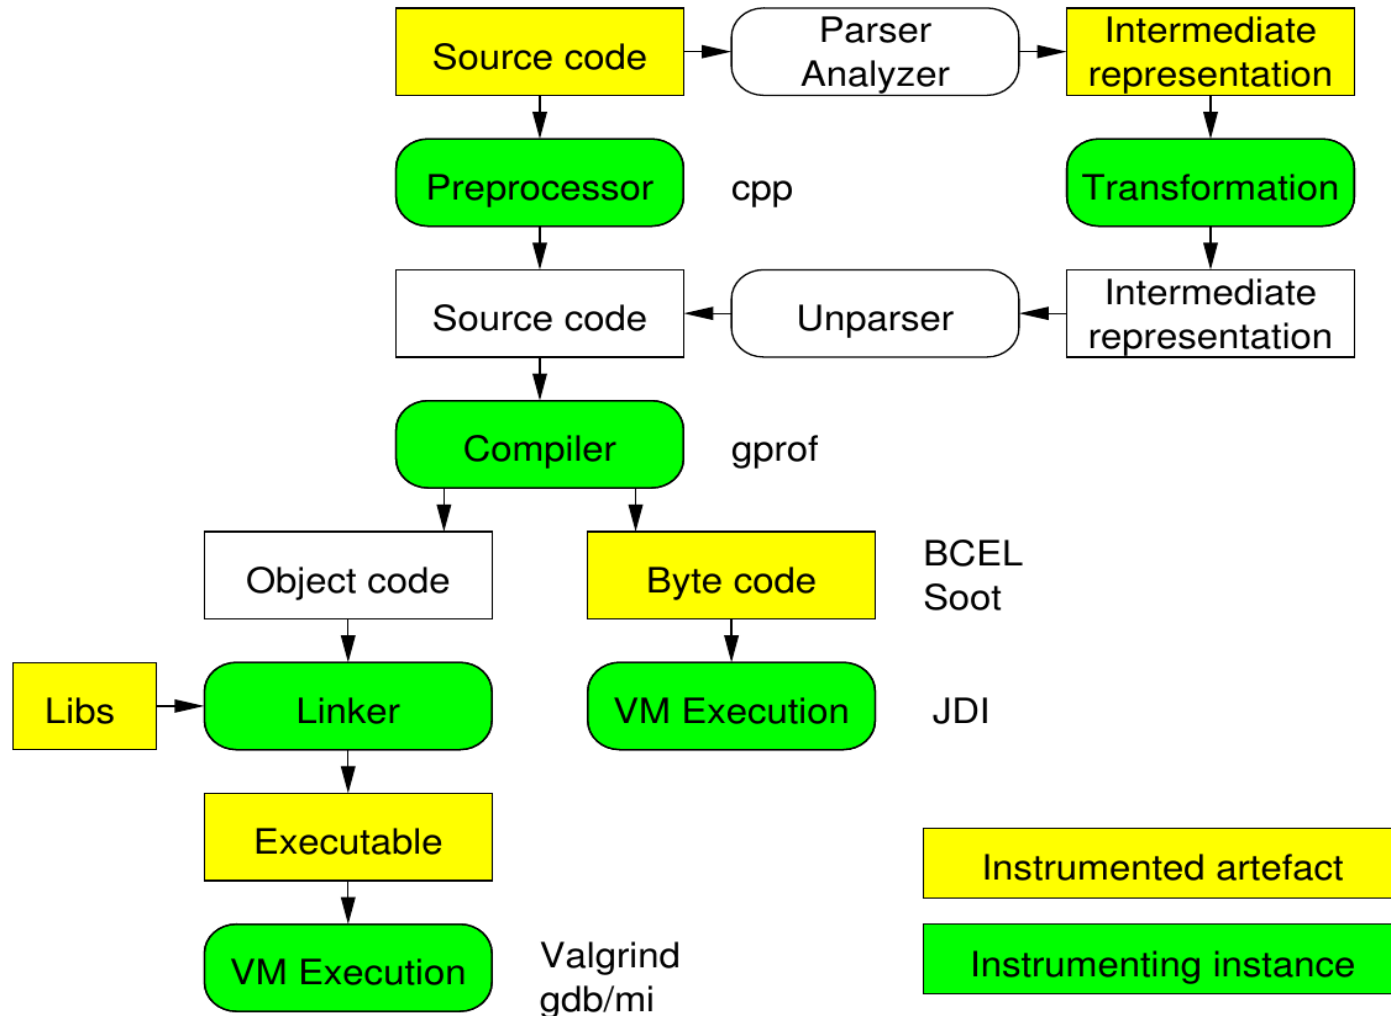 Source code
Parser
Analyzer
Intermediate
representation
Preprocessor
cpp
Transformation
Source code
Unparser
Intermediate
representation
Compiler
gprof
Object code
Byte code
BCEL
Soot
Libs
Linker
VM Execution
JDI
Executable
Instrumented artefact
VM Execution
Valgrind
gdb/mi
Instrumenting instance